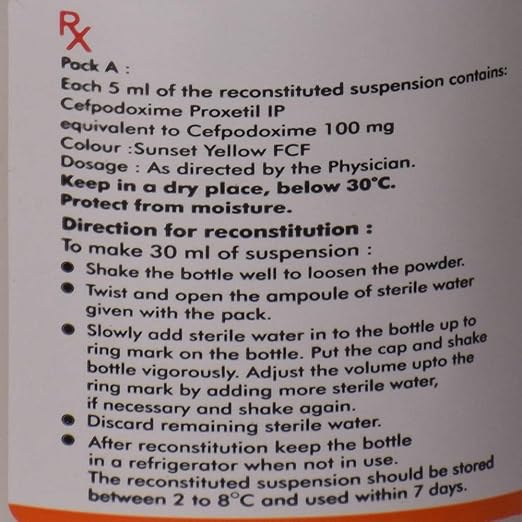 Rx
Pack A :
Each 5 ml of the reconstituted suspension contains:
Cefpodoxime Proxetil IP
equivalent to Cefpodoxime 100 mg
Colour :Sunset Yellow FCF
Dosage : As directed by the Physician.
Keep in a dry place, below 30°C.
Protect from moisture.
Direction for reconstitution :
To make 30 ml of suspension :
● Shake the bottle well to loosen the powder.
● Twist and open the ampoule of sterile water
given with the pack.
● Slowly add sterile water in to the bottle up to
ring mark on the bottle. Put the cap and shake
bottle vigorously. Adjust the volume upto the
ring mark by adding more sterile water,
if necessary and shake again.
● Discard remaining sterile water.
● After reconstitution keep the bottle
in a refrigerator when not in use.
The reconstituted suspension should be stored
between 2 to 8°C and used within 7 days.